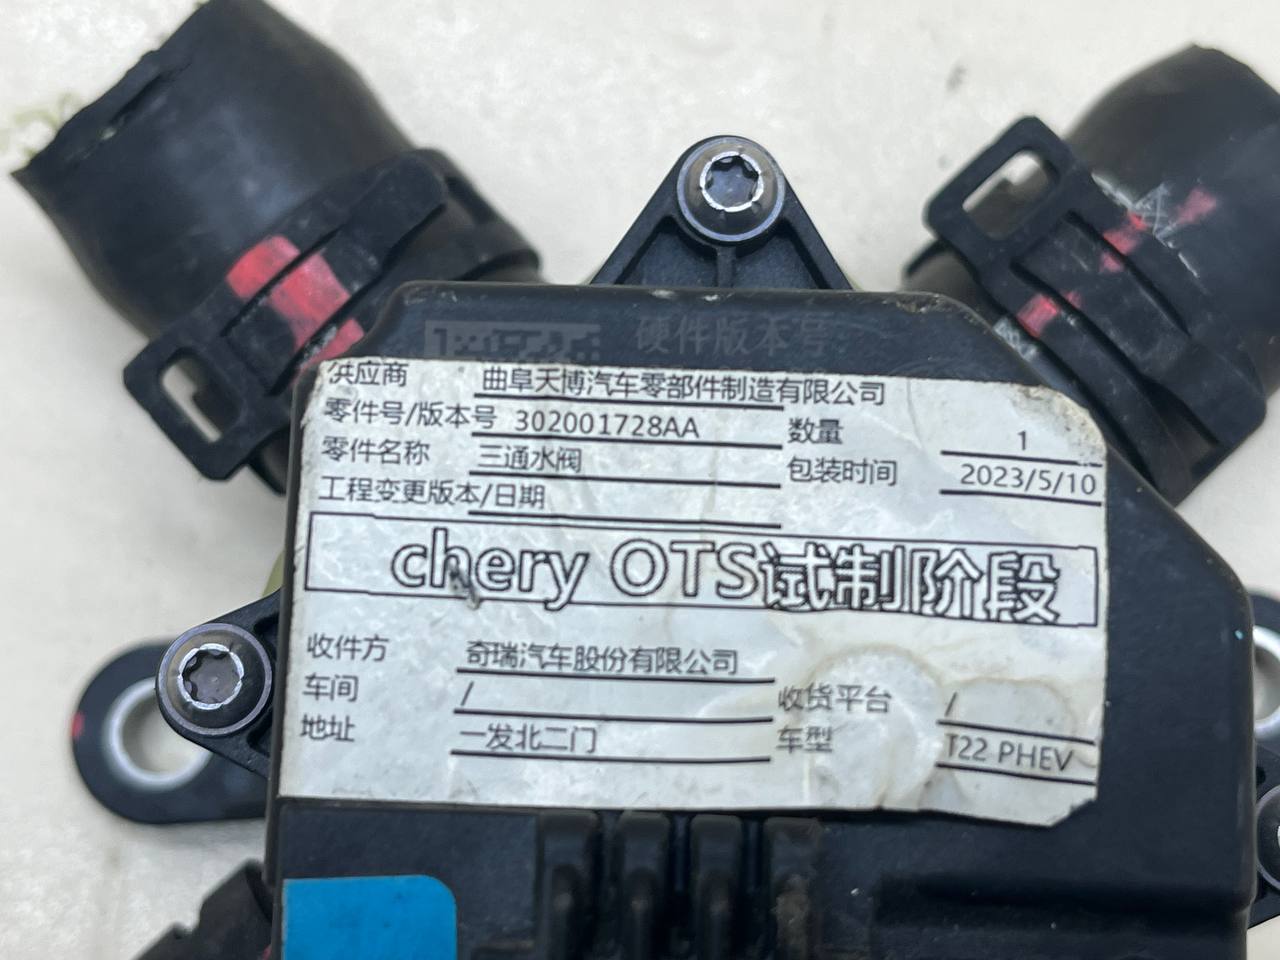 硬件版本号:
供应商 曲阜天博汽车零部件制造有限公司
零件号/版本号 302001728AA 数量 1
零件名称 三通水阀 包装时间 2023/5/10
工程变更版本/日期
chery OTS试制阶段
收件方 奇瑞汽车股份有限公司
车间 / 收货平台 /
地址 一发北二门 车型 T22 PHEV